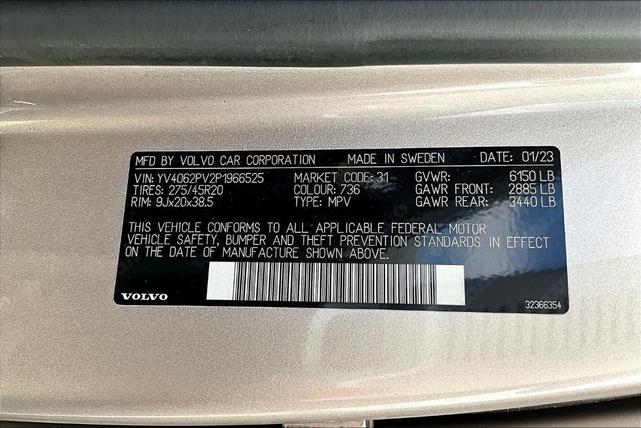 MFD BY VOLVO CAR CORPORATION MADE IN SWEDEN DATE: 01/23
VIN: YV4062PV2P1966525 MARKET CODE: 31 GVWR: 6150 LB
TIRES: 275/45R20 COLOUR: 736 GAWR FRONT: 2885 LB
RIM: 9Jx20x38.5 TYPE: MPV GAWR REAR: 3440 LB
THIS VEHICLE CONFORMS TO ALL APPLICABLE FEDERAL MOTOR
VEHICLE SAFETY, BUMPER AND THEFT PREVENTION STANDARDS IN EFFECT
ON THE DATE OF MANUFACTURE SHOWN ABOVE.
VOLVO 32366354